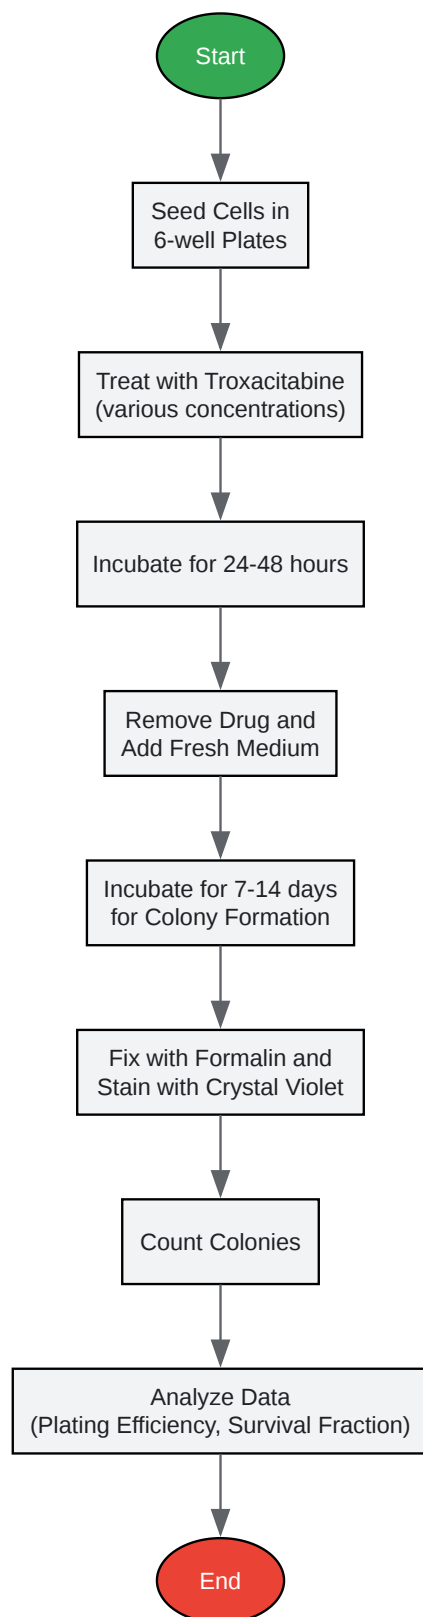 Start
Seed Cells in
6-well Plates
Treat with Troxacitabine
(various concentrations)
Incubate for 24-48 hours
Remove Drug and
Add Fresh Medium
Incubate for 7-14 days
for Colony Formation
Fix with Formalin and
Stain with Crystal Violet
Count Colonies
Analyze Data
(Plating Efficiency, Survival Fraction)
End